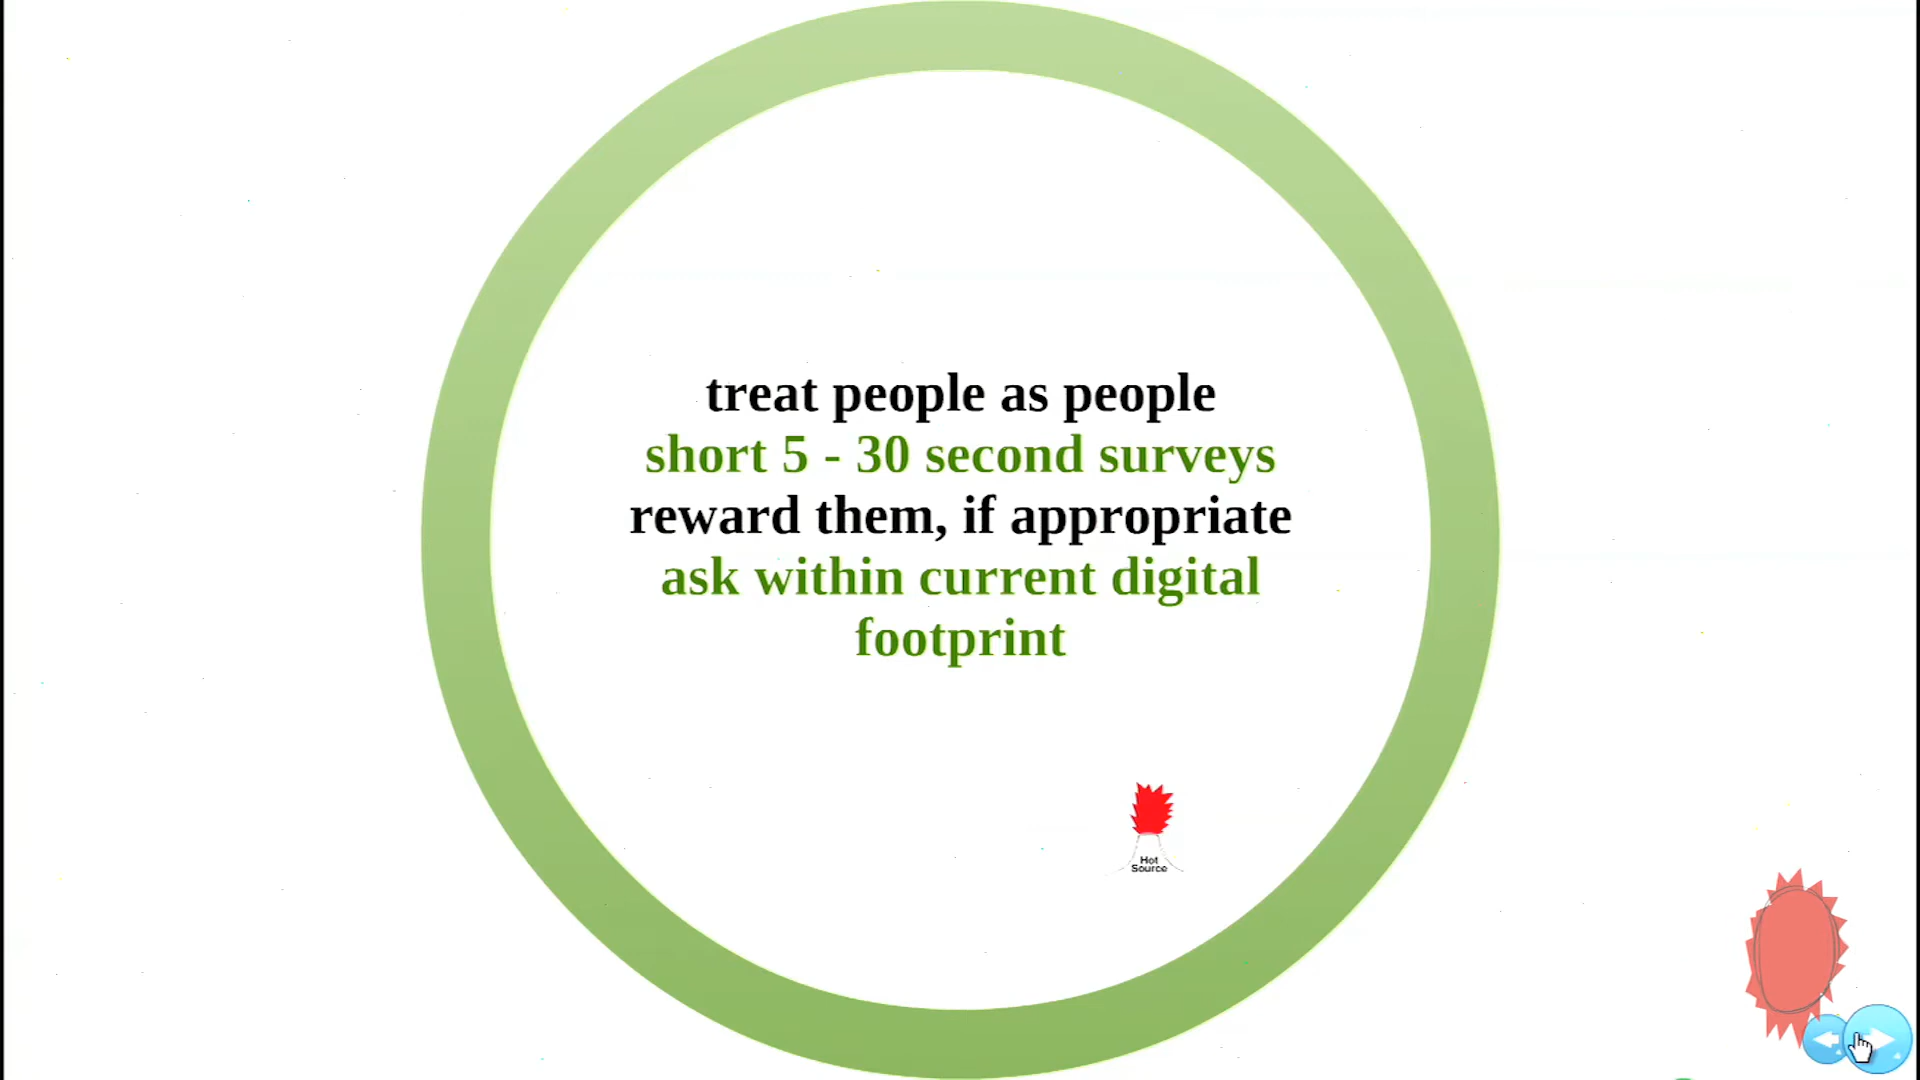 treat people as people
short 5 - 30 second surveys
reward them, if appropriate
ask within current digital
footprint
Hot
Source